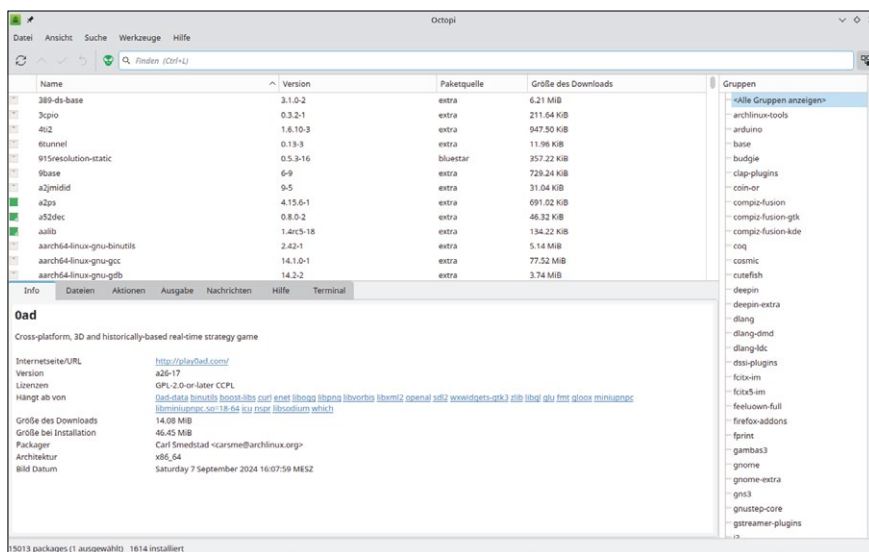 Octopi
Datei Ansicht Suche Werkzeuge Hilfe
Finden (Ctrl+L)
Name Version Paketquelle Größe des Downloads
389-ds-base 3.1.0-2 extra 6.21 MiB
3cpio 0.3.2-1 extra 211.64 KiB
4ti2 1.6.10-3 extra 947.50 KiB
6tunnel 0.13-3 extra 11.96 KiB
915resolution-static 0.5.3-16 bluestar 357.22 KiB
9base 6-9 extra 729.24 KiB
a2jmidid 9-5 extra 31.04 KiB
a2ps 4.15.6-1 extra 691.02 KiB
a52dec 0.8.0-2 extra 46.32 KiB
aalib 1.4rc5-18 extra 134.22 KiB
aarch64-linux-gnu-binutils 2.42-1 extra 5.14 MiB
aarch64-linux-gnu-gcc 14.1.0-1 extra 77.52 MiB
aarch64-linux-gnu-gdb 14.2-2 extra 3.74 MiB
Info Dateien Aktionen Ausgabe Nachrichten Hilfe Terminal
0ad
Cross-platform, 3D and historically-based real-time strategy game
Internetseite/URL http://play0ad.com/
Version a26-17
Lizenzen GPL-2.0-or-later CCPL
Hängt ab von 0ad-data binutils boost-libs curl enet libogg libpng libvorbis libxml2 openal sdl2 wxwidgets-gtk3 zlib libgl glu fmt gloox miniupnpc
libminiupnpc.so=18-64 icu nspr libsodium which
Größe des Downloads 14.08 MiB
Größe bei Installation 46.45 MiB
Packager Carl Smedstad <carsme@archlinux.org>
Architektur x86_64
Bild Datum Saturday 7 September 2024 16:07:59 MESZ
Gruppen
<Alle Gruppen anzeigen>
archlinux-tools
arduino
base
budgie
clap-plugins
coin-or
compiz-fusion
compiz-fusion-gtk
compiz-fusion-kde
coq
cosmic
cutefish
deepin
deepin-extra
dlang
dlang-dmd
dlang-ldc
dssi-plugins
fcitx-im
fcitx5-im
feeluown-full
firefox-addons
fprint
gambas3
gnome
gnome-extra
gns3
gnustep-core
gstreamer-plugins
15013 packages (1 ausgewählt) 1614 installiert